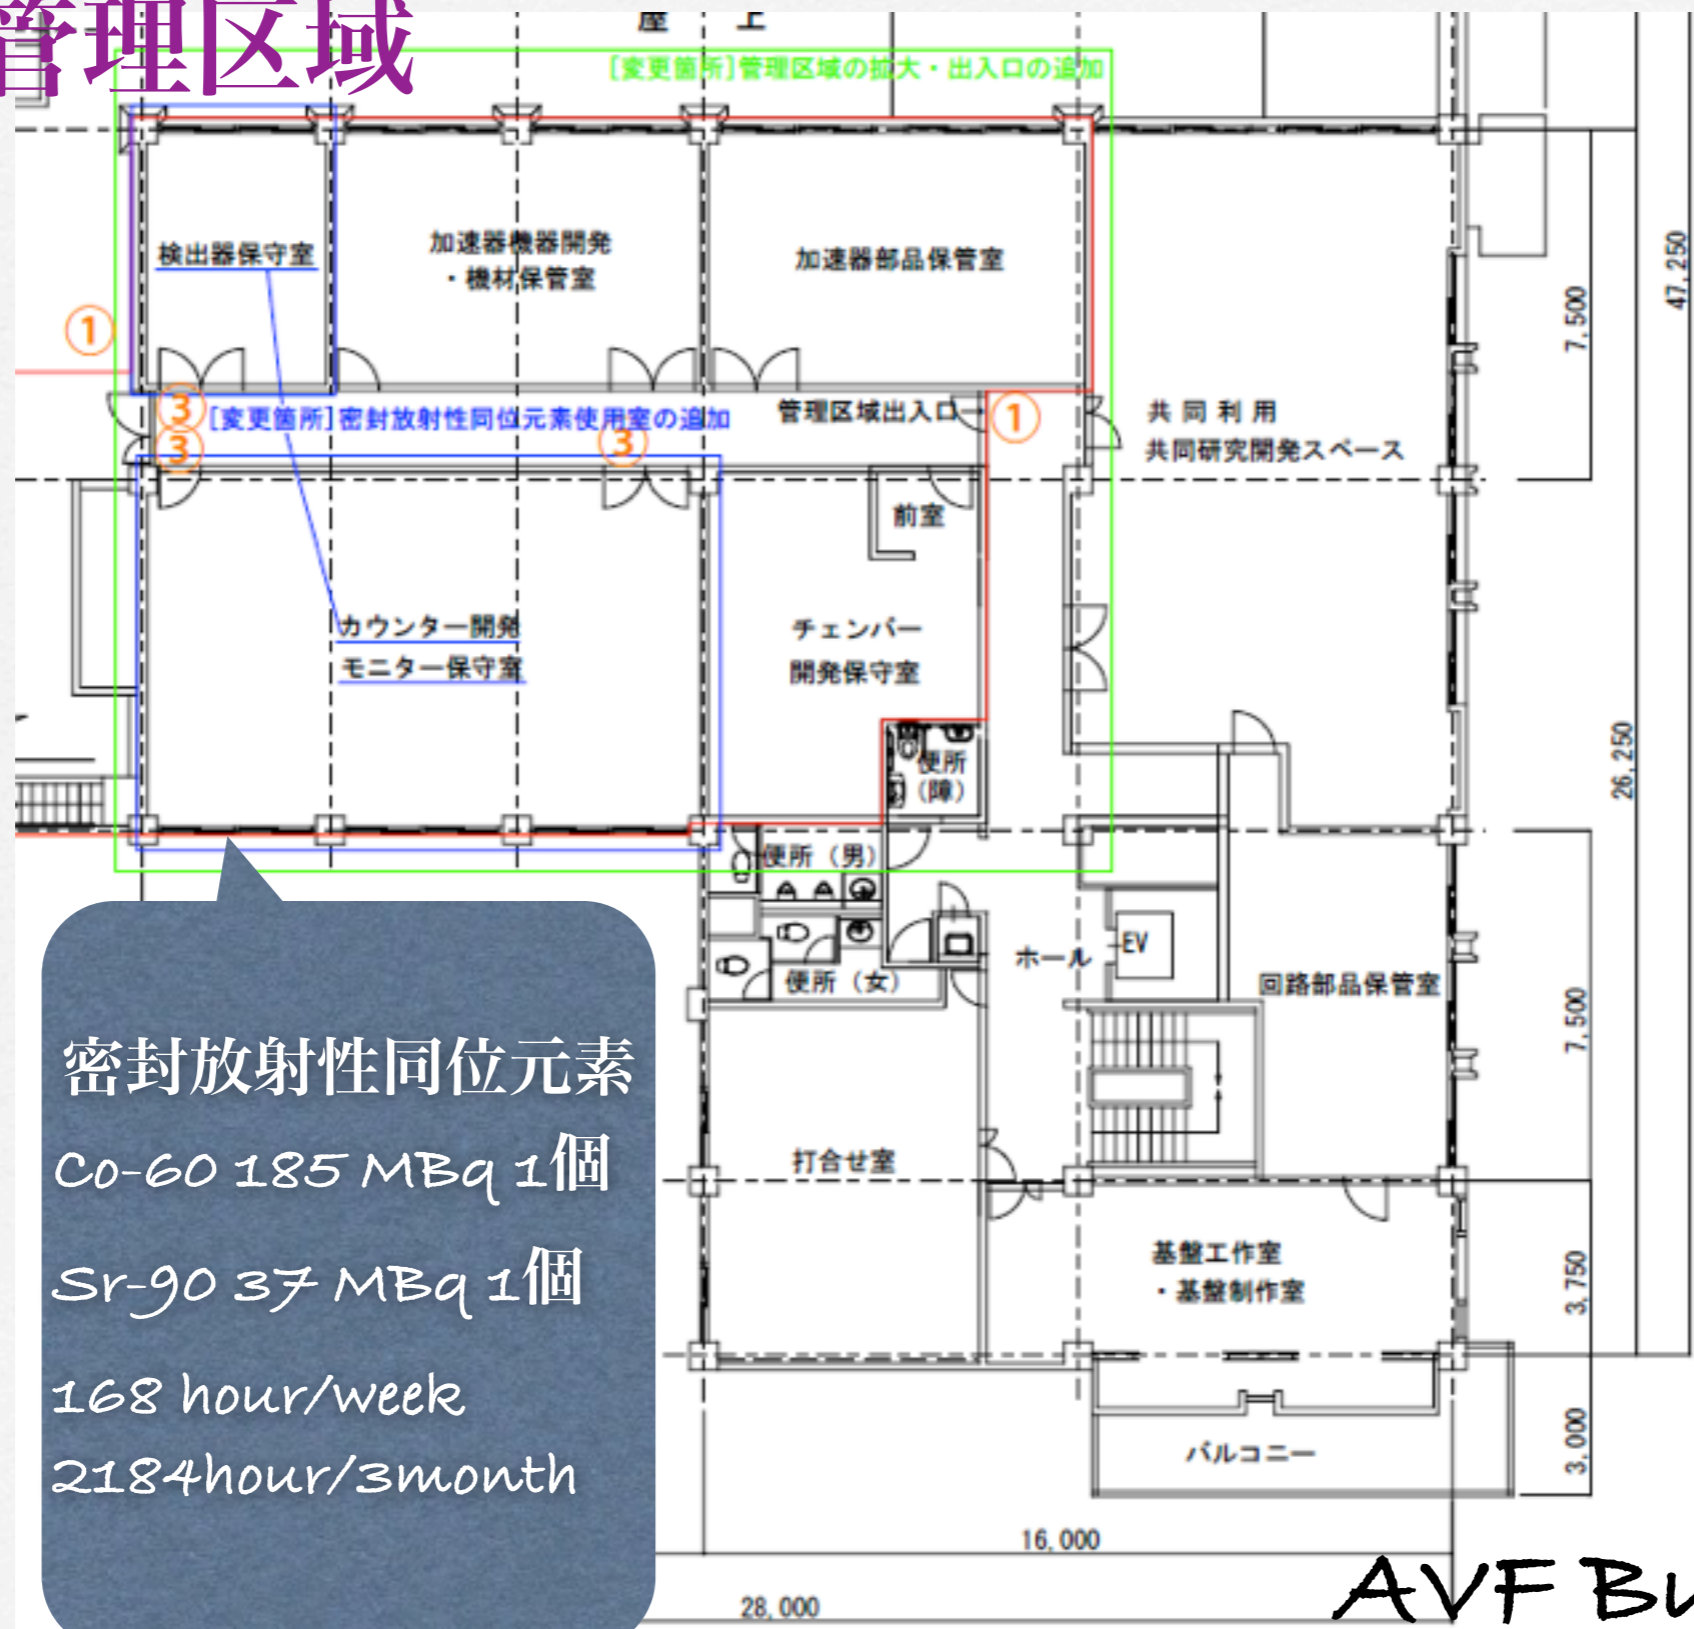 管理区域
屋 上
[変更箇所]管理区域の拡大・出入口の追加
検出器保守室
加速器機器開発
・機材保管室
加速器部品保管室
①
7,500
47,250
③
[変更箇所]密封放射性同位元素使用室の追加
管理区域出入口
①
共同利用
共同研究開発スペース
③
③
前室
カウンター開発
モニター保守室
チェンバー
開発保守室
便所
（障）
26,250
便所（男）
ホール
EV
便所（女）
回路部品保管室
7,500
密封放射性同位元素
Co-60 185 MBq 1個
Sr-90 37 MBq 1個
168 hour/week
2184hour/3month
打合せ室
基盤工作室
・基盤制作室
3,750
バルコニー
3,000
16,000
28,000
AVF Bu